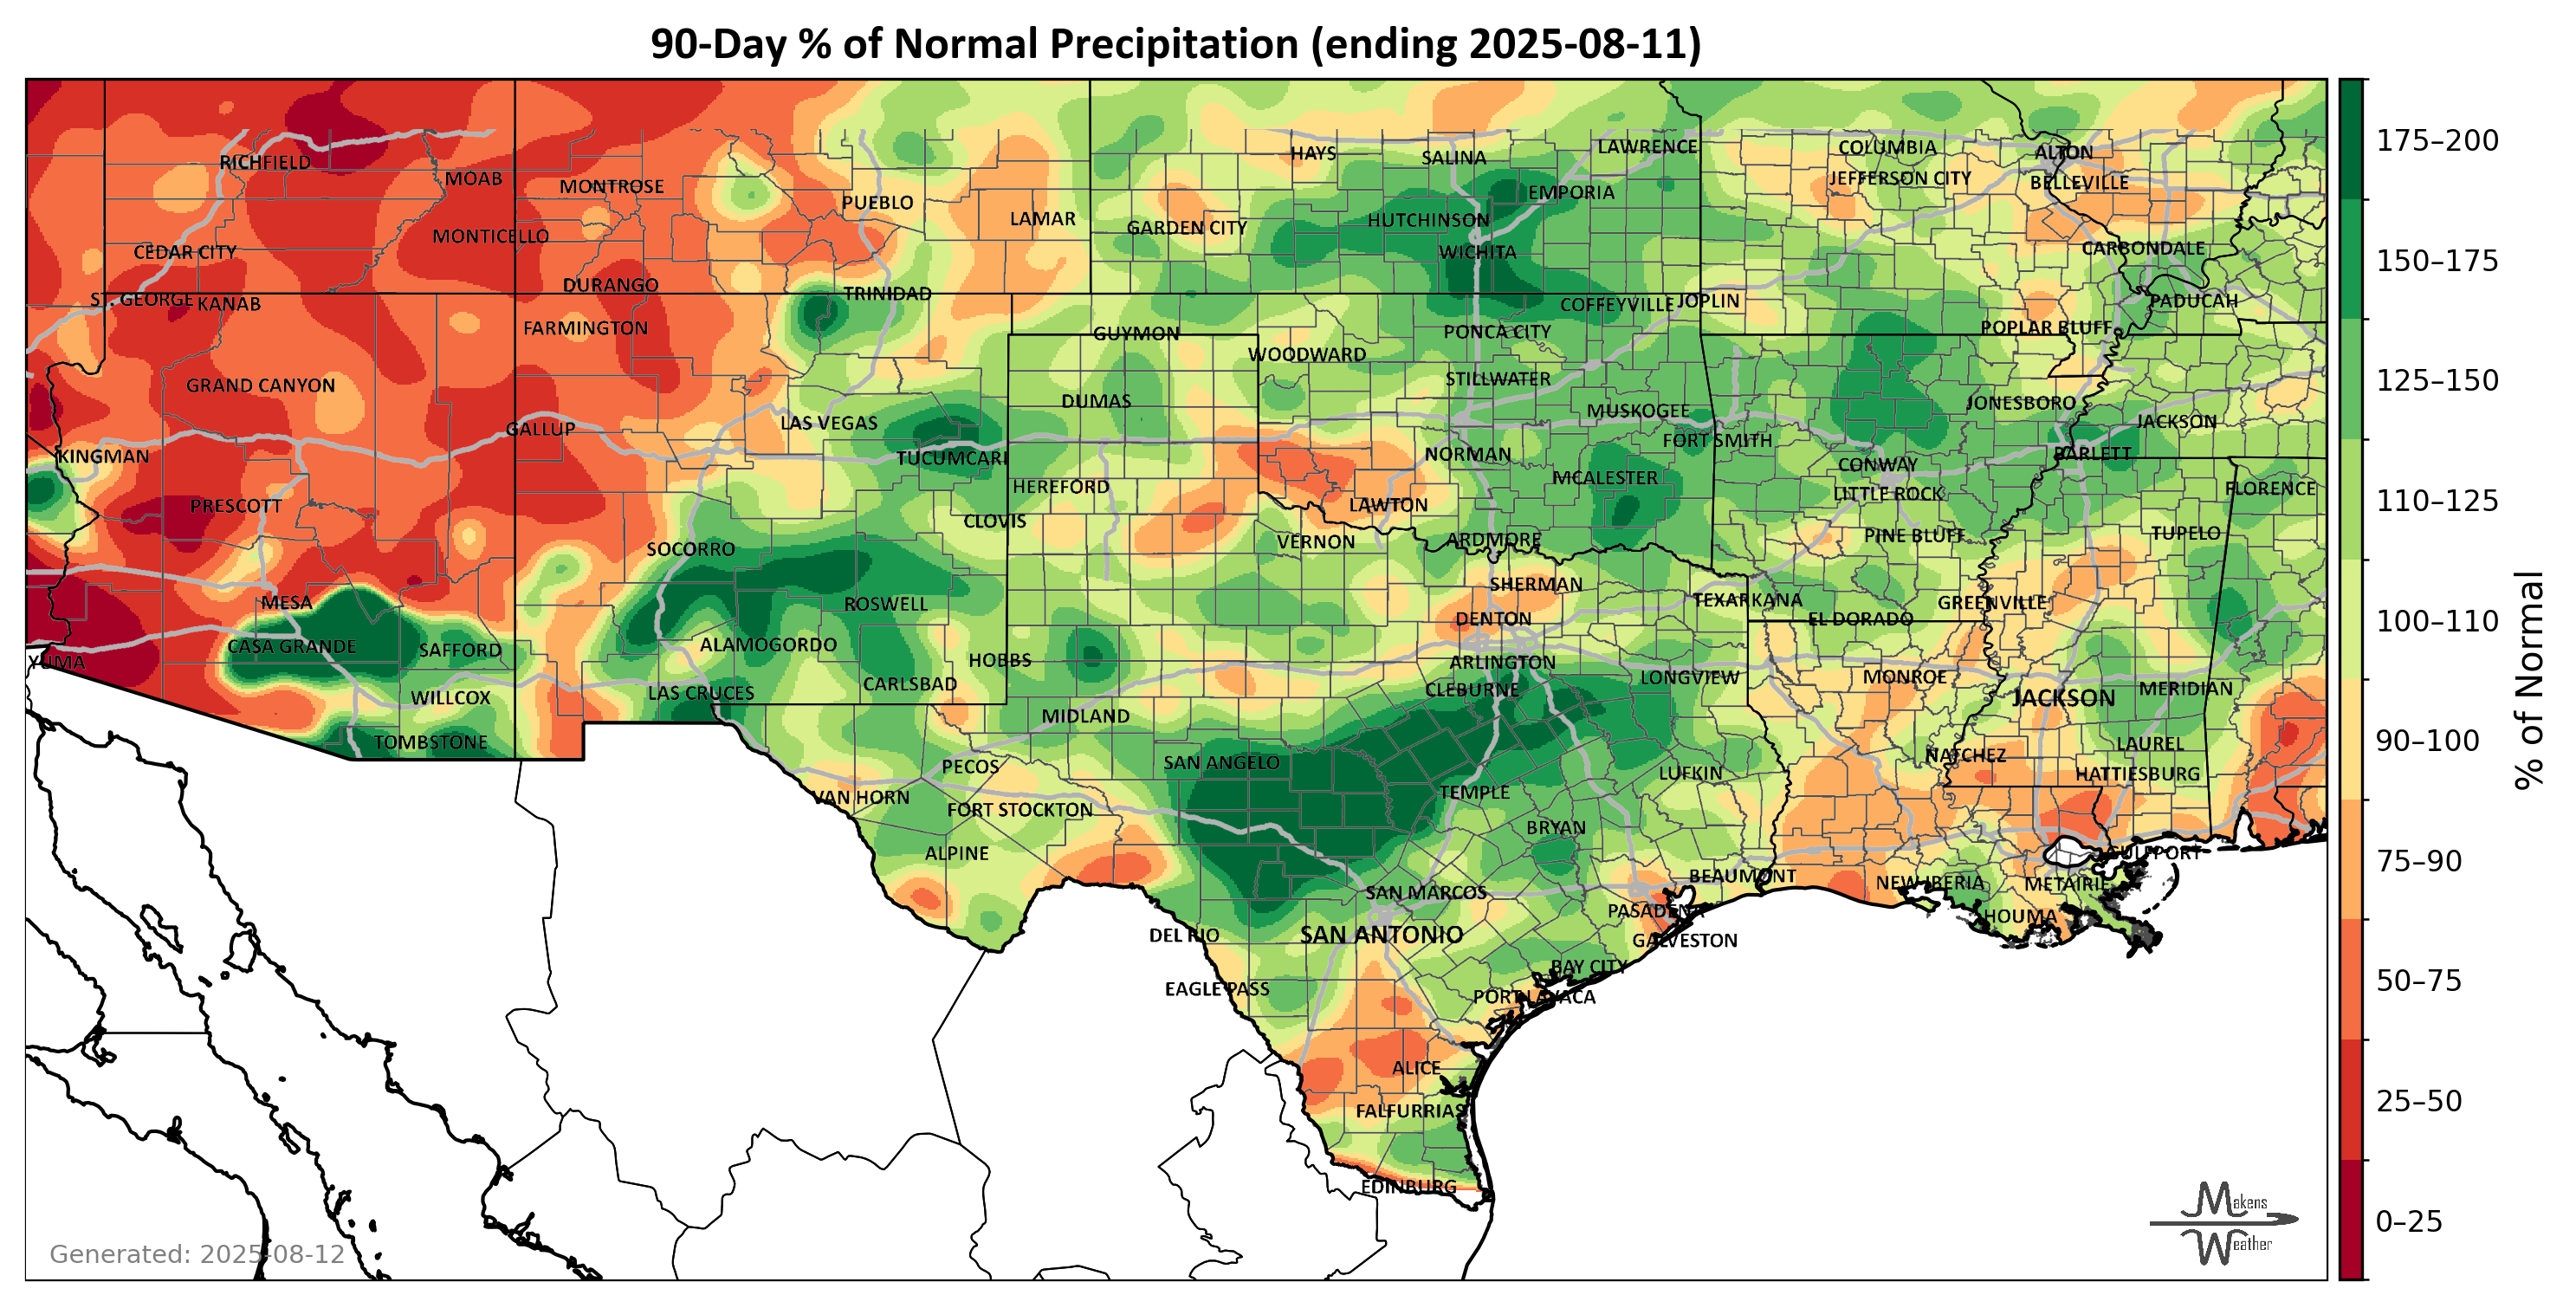 90-Day % of Normal Precipitation (ending 2025-08-11)
HAYS
SALINA
LAWRENCE
COLUMBIA
ALTON
RICHFIELD
MOAB
MONTROSE
PUEBLO
LAMAR
EMPORIA
JEFFERSON CITY
BELLEVILLE
CEDAR CITY
MONTICELLO
GARDEN CITY
HUTCHINSON
WICHITA
CARBONDALE
ST. GEORGE
KANAB
DURANGO
TRINIDAD
COFFEYVILLE
JOPLIN
PADUCAH
FARMINGTON
GUYMON
PONCA CITY
POPLAR BLUFF
WOODWARD
GRAND CANYON
DUMAS
STILLWATER
MUSKOGEE
JONESBORO
JACKSON
GALLUP
LAS VEGAS
FORT SMITH
KINGMAN
TUCUMCARI
NORMAN
CONWAY
BARLETT
PRESCOTT
HEREFORD
LAWTON
MCALESTER
LITTLE ROCK
FLORENCE
CLOVIS
VERNON
ARDMORE
PINE BLUFF
TUPELO
SOCORRO
SHERMAN
MESA
ROSWELL
DENTON
TEXARKANA
EL DORADO
GREENVILLE
CASA GRANDE
SAFFORD
ALAMOGORDO
HOBBS
ARLINGTON
YUMA
WILLCOX
LAS CRUCES
CARLSBAD
CLEBURNE
LONGVIEW
MONROE
JACKSON
MERIDIAN
TOMBSTONE
MIDLAND
PECOS
SAN ANGELO
LUFKIN
NATCHEZ
LAUREL
HATTIESBURG
VAN HORN
FORT STOCKTON
TEMPLE
BRYAN
ALPINE
GULFPORT
SAN MARCOS
BEAUMONT
NEW IBERIA
METAIRIE
PASADENA
HOUMA
DEL RIO
SAN ANTONIO
GALVESTON
BAY CITY
EAGLE PASS
PORT LAVACA
ALICE
FALFURRIAS
EDINBURG
175–200
150–175
125–150
110–125
100–110
90–100
75–90
50–75
25–50
0–25
% of Normal
Makens
Weather
Generated: 2025-08-12